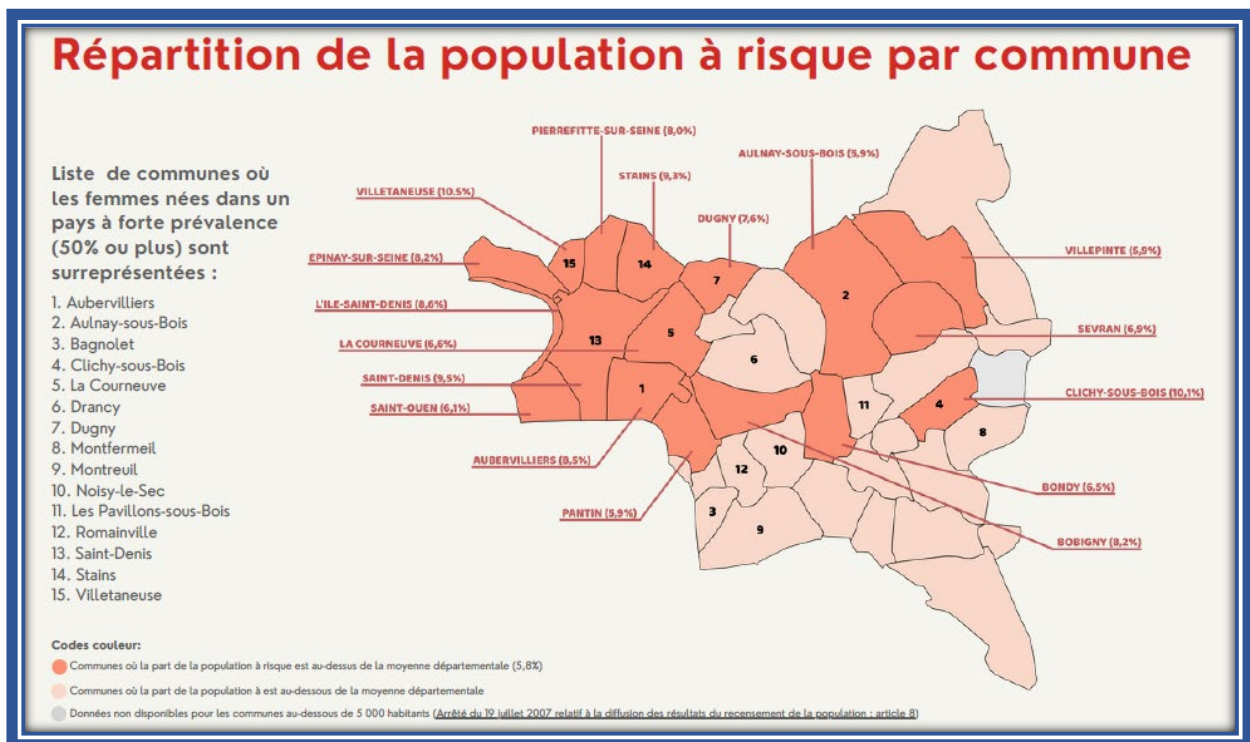 Répartition de la population à risque par commune
Liste de communes où
les femmes nées dans un
pays à forte prévalence
(50% ou plus) sont
surreprésentées :
1. Aubervilliers
2. Aulnay-sous-Bois
3. Bagnolet
4. Clichy-sous-Bois
5. La Courneuve
6. Drancy
7. Dugny
8. Montfermeil
9. Montreuil
10. Noisy-le-Sec
11. Les Pavillons-sous-Bois
12. Romainville
13. Saint-Denis
14. Stains
15. Villetaneuse
PIERREFITTE-SUR-SEINE (8,0%)
AULNAY-SOUS-BOIS (5,9%)
STAINS (9,3%)
VILLETANEUSE (10.5%)
DUGNY (7,6%)
VILLEPINTE (5,9%)
EPINAY-SUR-SEINE (8,2%)
15
14
7
2
L'ILE-SAINT-DENIS (8,6%)
SEVRAN (6,9%)
LA COURNEUVE (6,6%)
13
5
6
SAINT-DENIS (9,5%)
1
CLICHY-SOUS-BOIS (10,1%)
SAINT-OUEN (6,1%)
11
4
8
AUBERVILLIERS (8,5%)
12
10
BONDY (6,5%)
PANTIN (5,9%)
3
9
BOBIGNY (8,2%)
Codes couleur:
Communes où la part de la population à risque est au-dessus de la moyenne départementale (5,8%)
Communes où la part de la population à est au-dessous de la moyenne départementale
Données non disponibles pour les communes au-dessous de 5 000 habitants (Arrêté du 19 juillet 2007 relatif à la diffusion des résultats du recensement de la population : article 8)